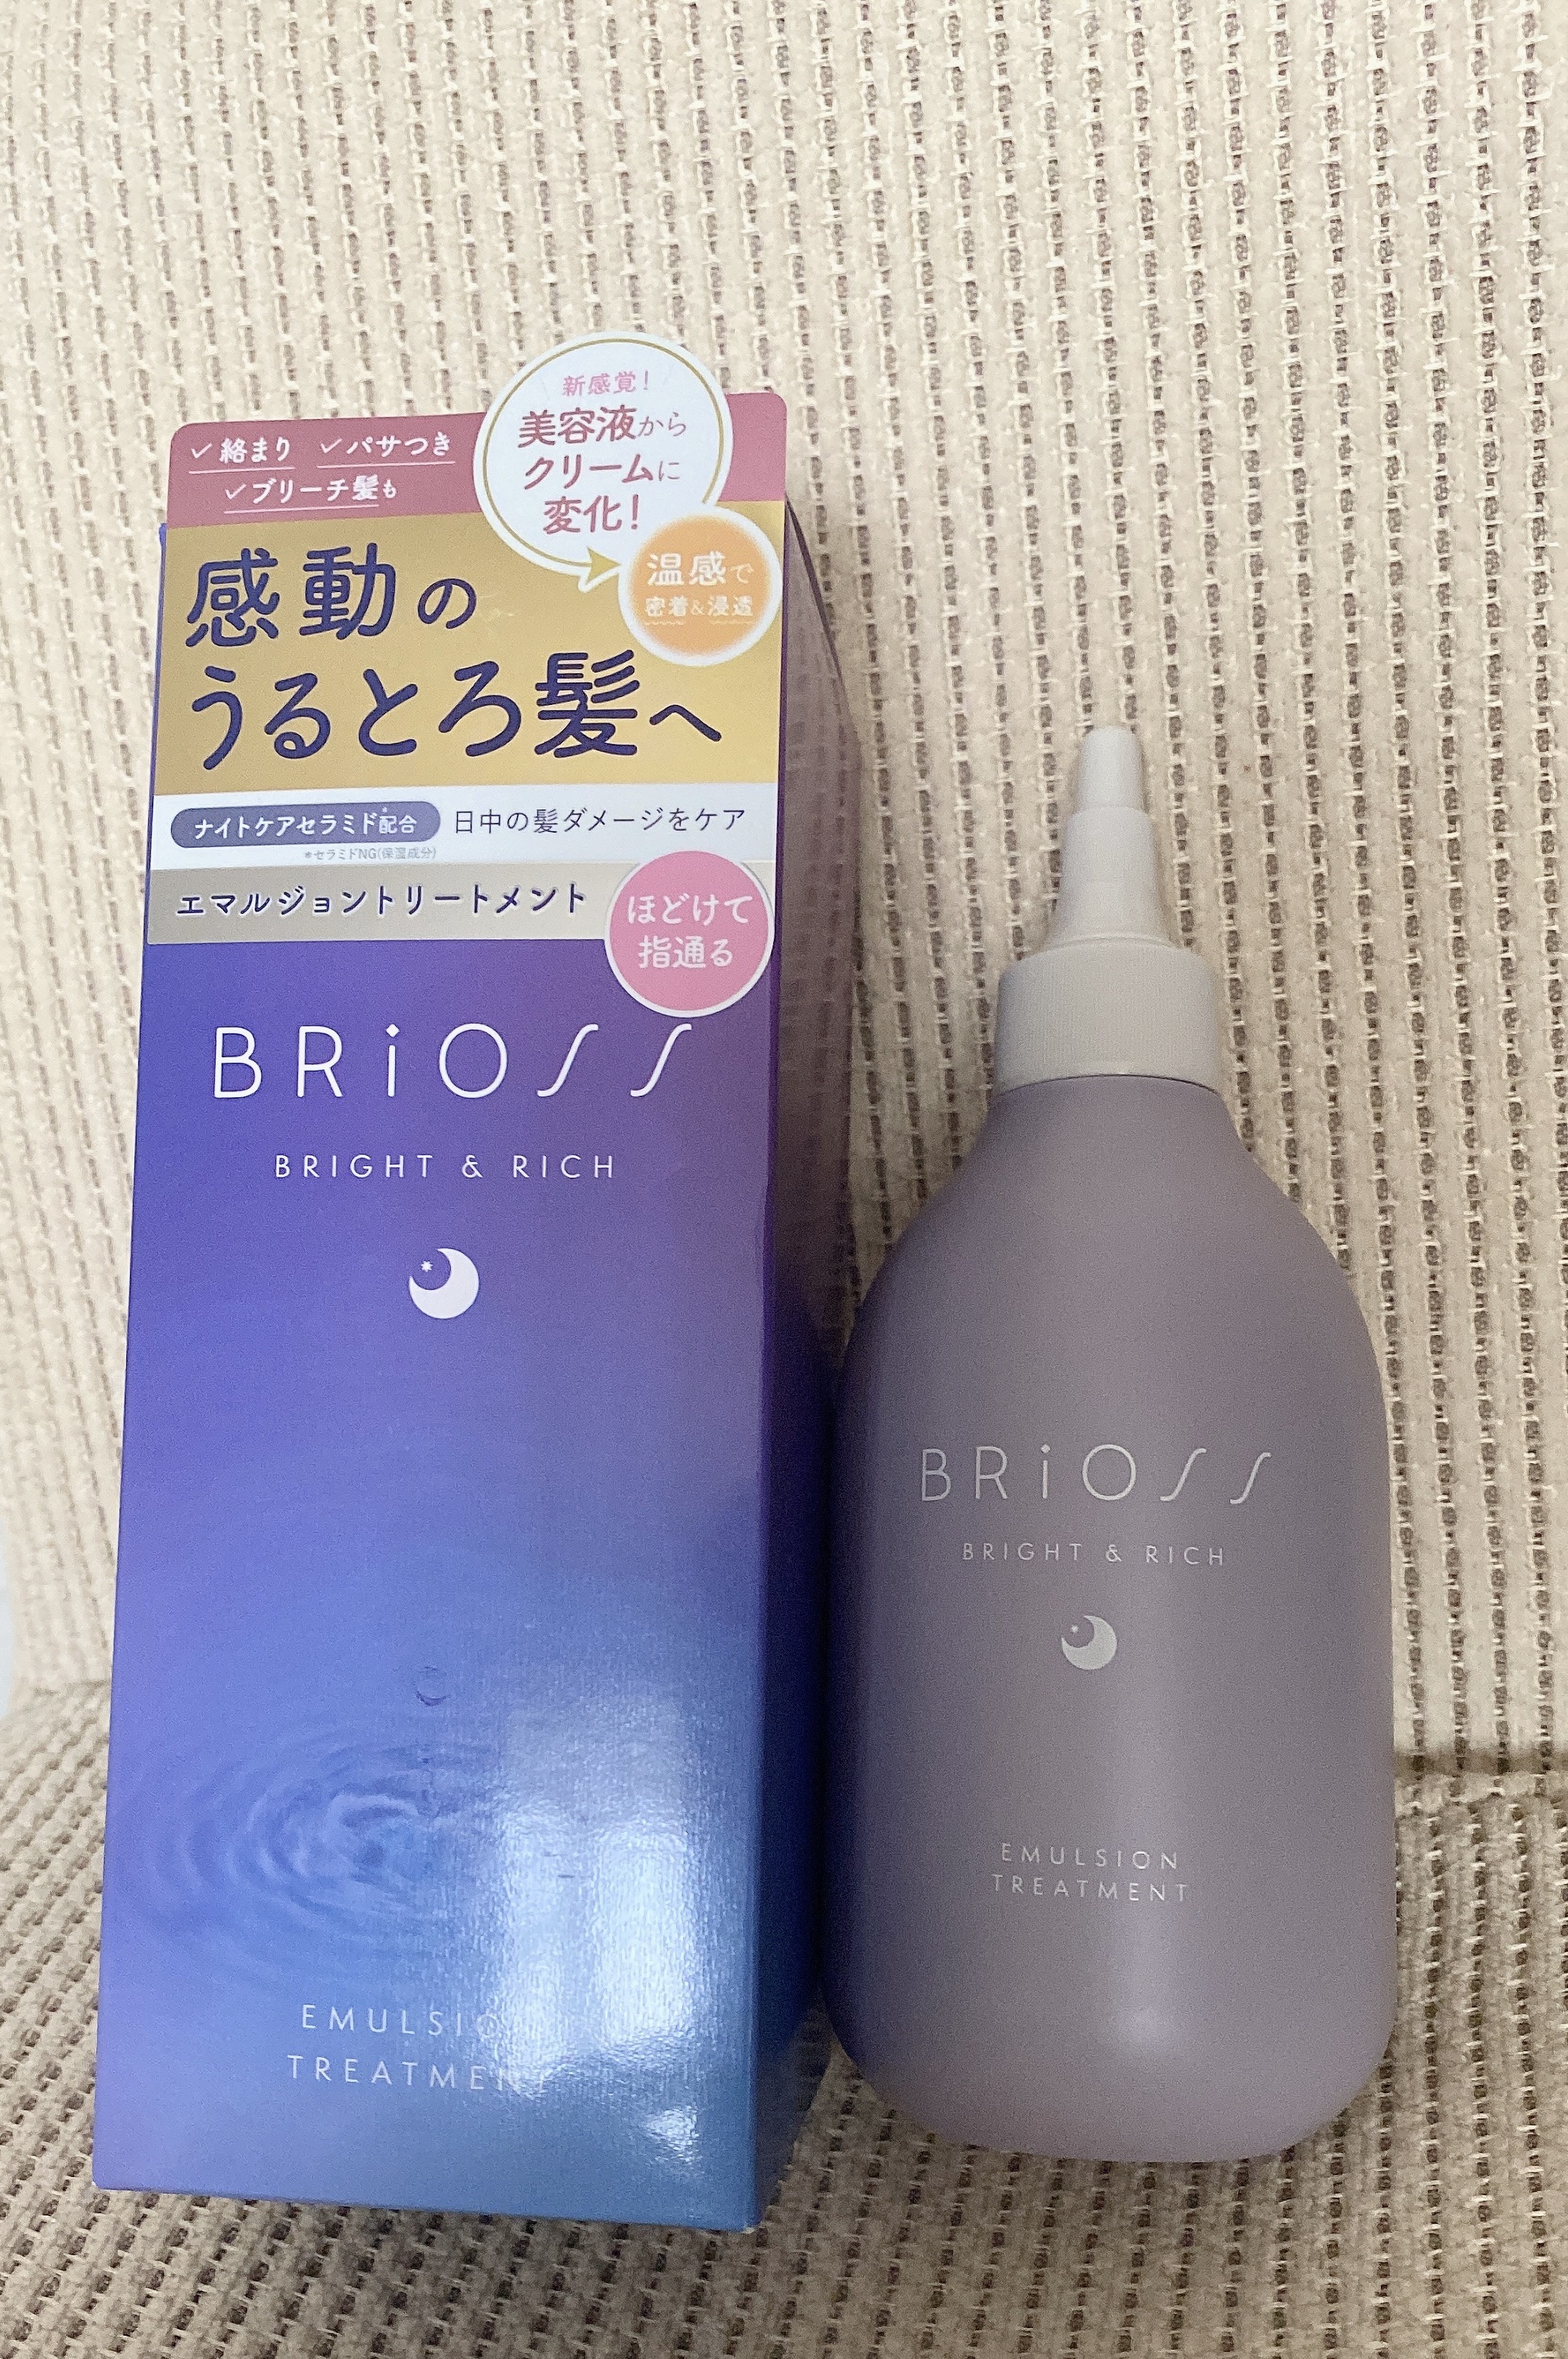 ✓絡まり ✓パサつき
✓ブリーチ髪も
新感覚!
美容液から
クリームに
変化!
温感で
密着&浸透
感動の
うるとろ髪へ
ナイトケアセラミド*配合 日中の髪ダメージをケア
*セラミドNG(保湿成分)
エマルジョントリートメント
ほどけて
指通る
BRiOSS
BRIGHT & RICH
EMULSION
TREATMENT
BRiOSS
BRIGHT & RICH
EMULSION
TREATMENT